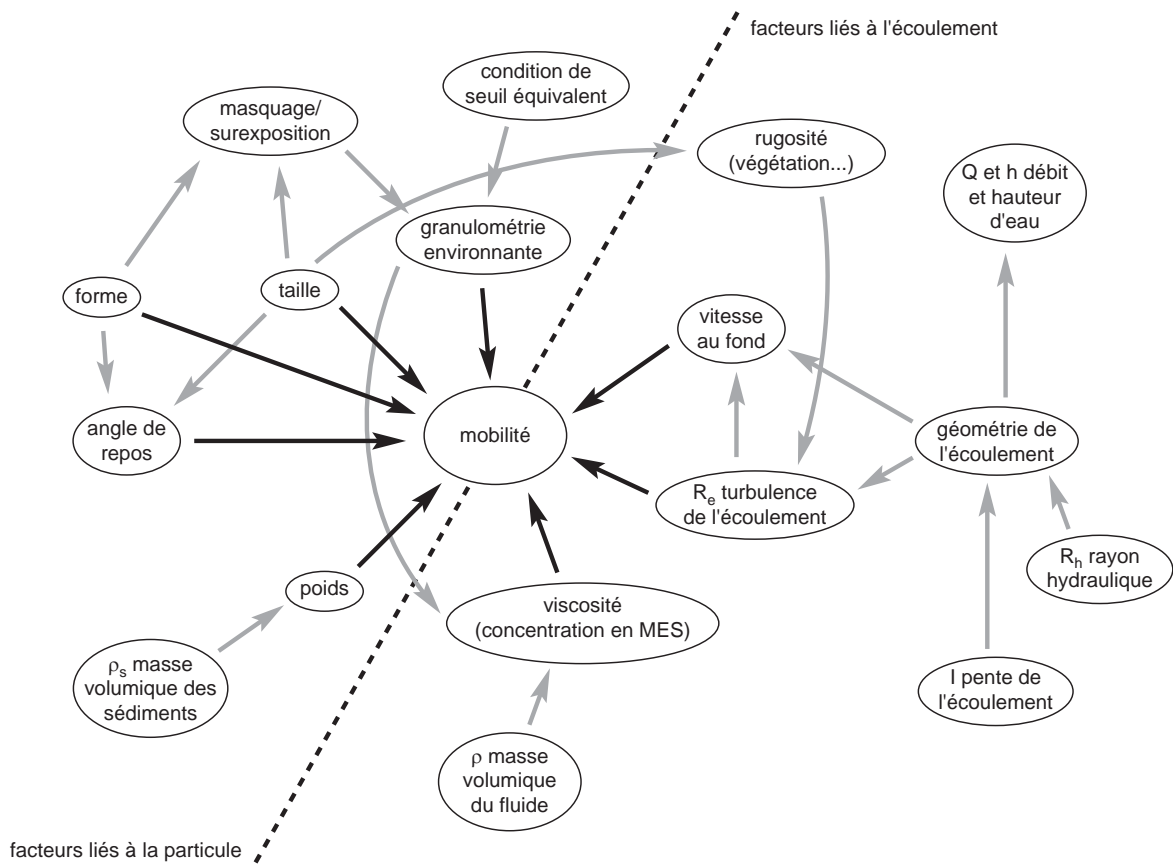 facteurs liés à l'écoulement
condition de
seuil équivalent
masquage/
surexposition
rugosité
(végétation...)
Q et h débit
et hauteur
d'eau
granulométrie
environnante
forme
taille
vitesse
au fond
angle de
repos
mobilité
géométrie de
l'écoulement
Re turbulence
de l'écoulement
Rh rayon
hydraulique
poids
viscosité
(concentration en MES)
ρs masse
volumique des
sédiments
I pente de
l'écoulement
ρ masse
volumique
du fluide
facteurs liés à la particule